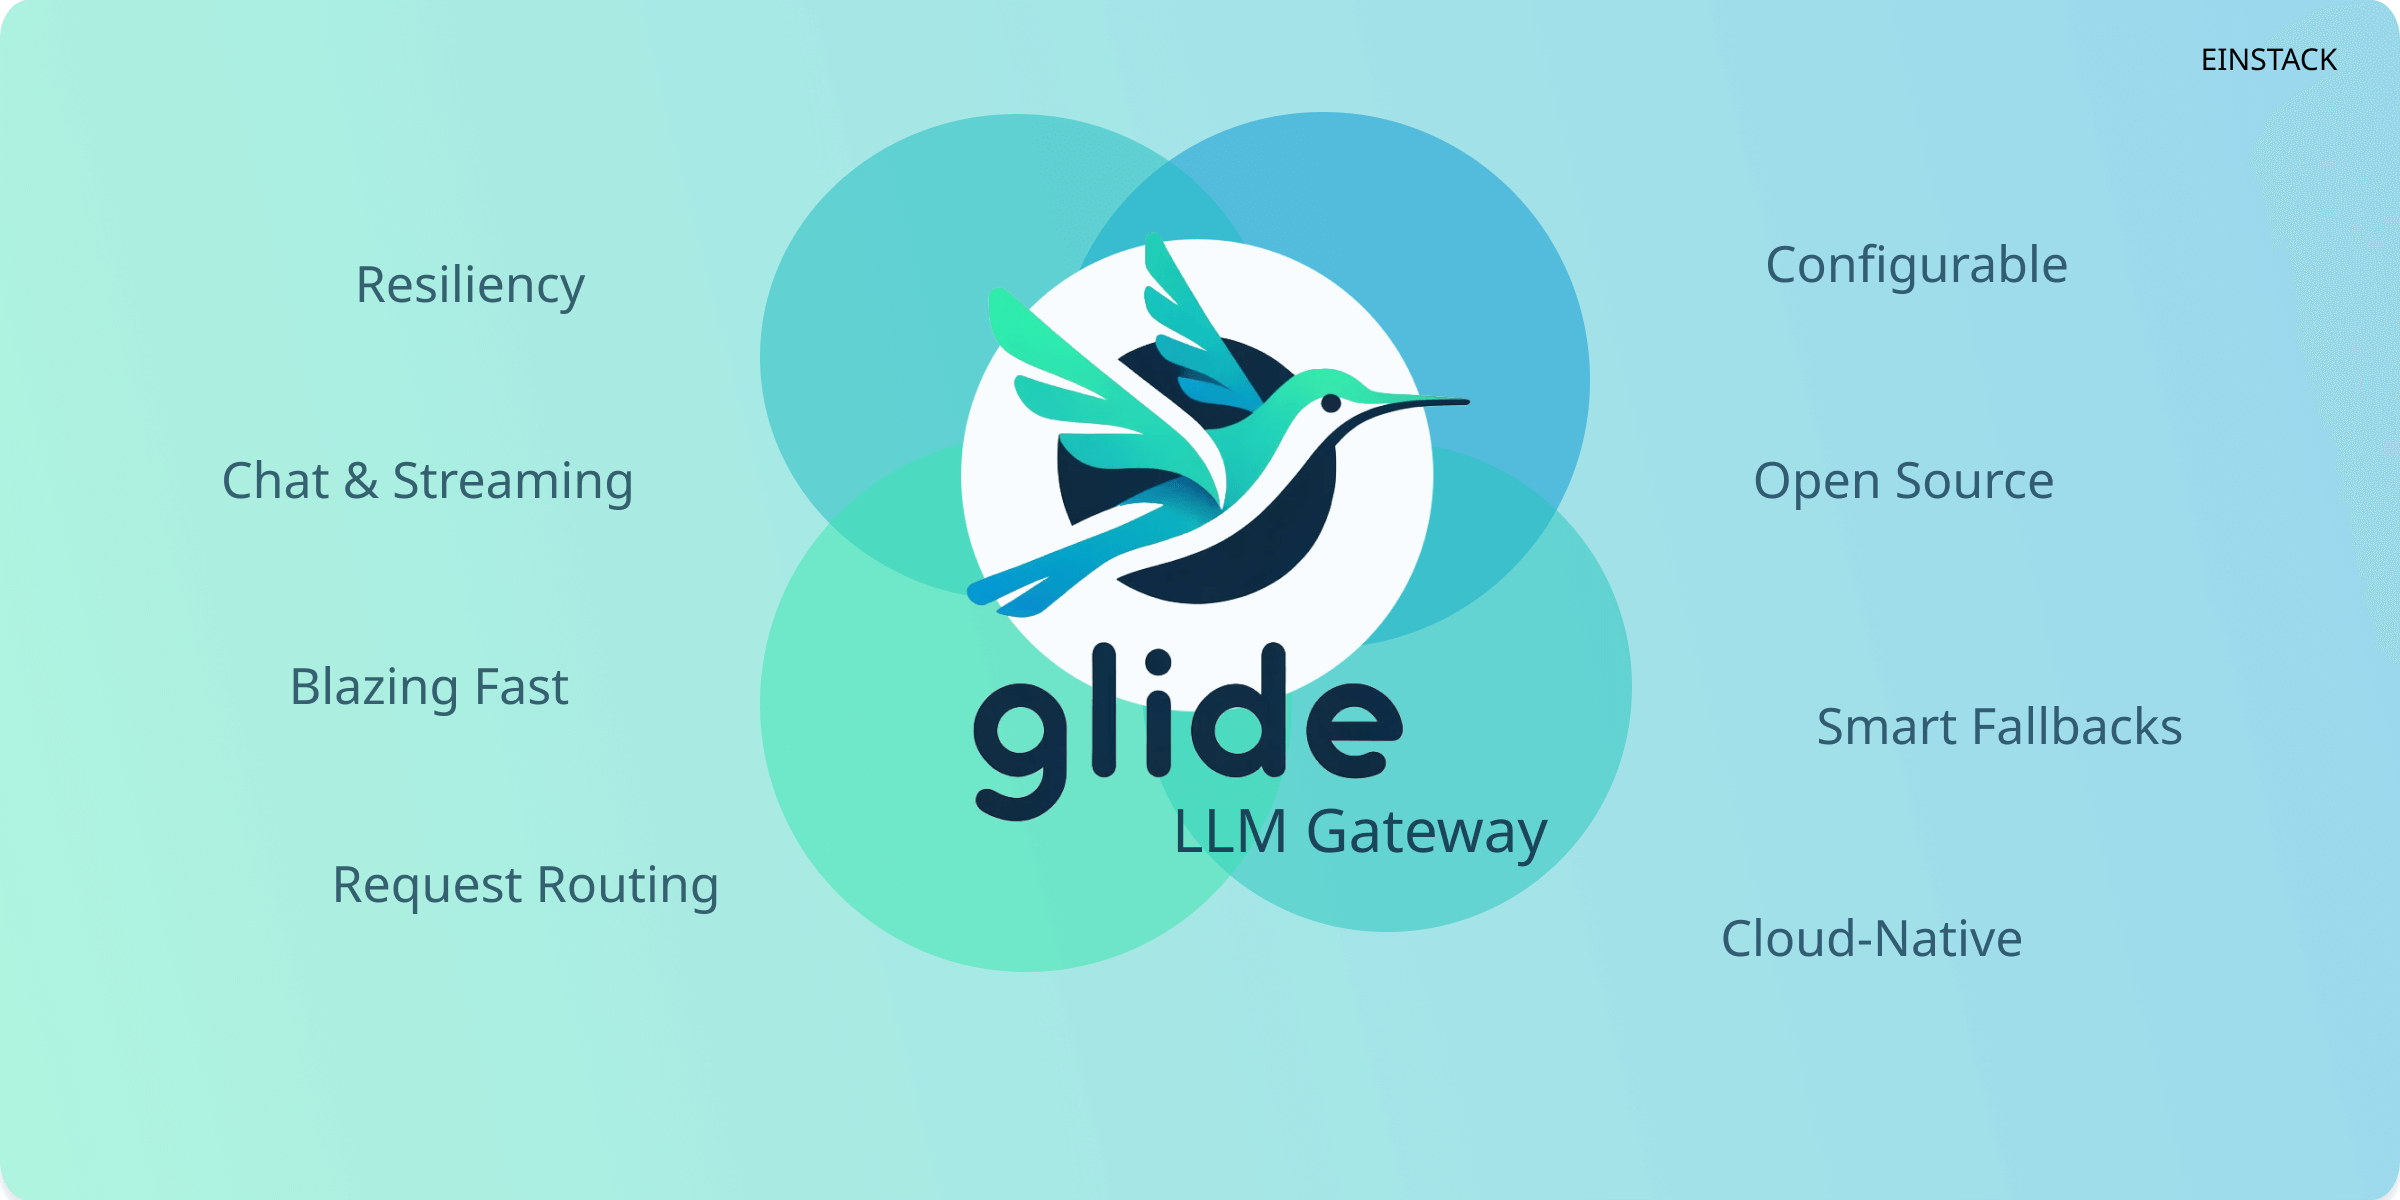 EINSTACK
Resiliency
Chat & Streaming
Blazing Fast
Request Routing
glide
LLM Gateway
Configurable
Open Source
Smart Fallbacks
Cloud-Native